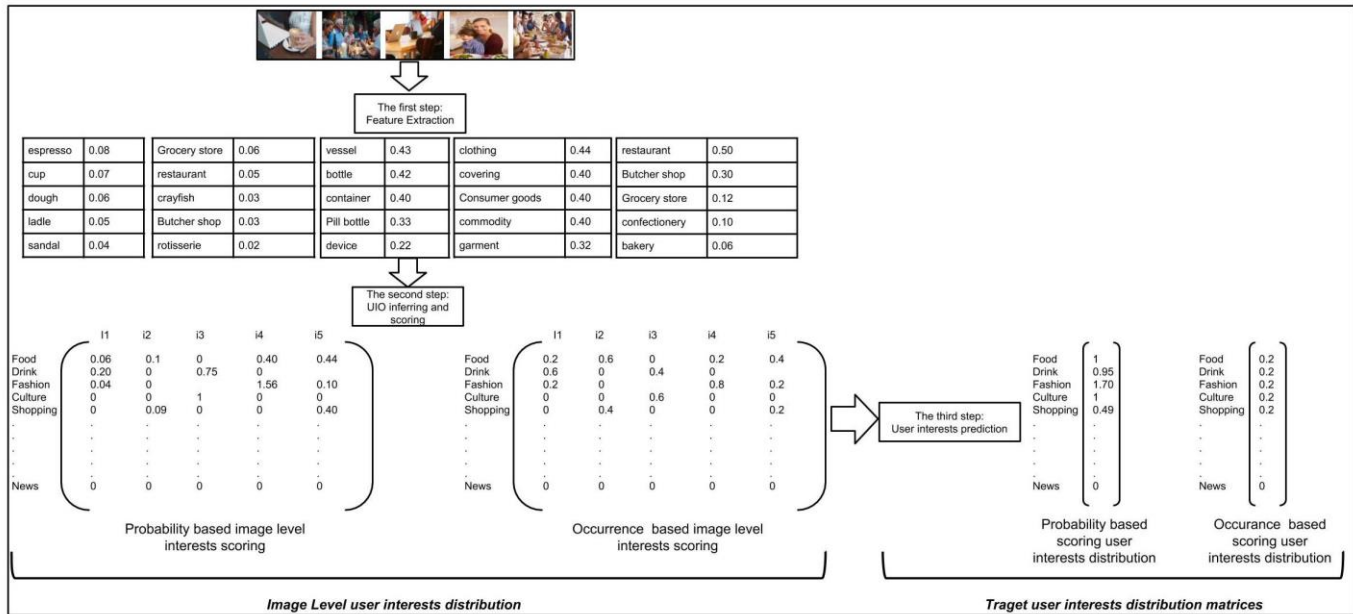 The first step:
Feature Extraction
espresso 0.08 Grocery store 0.06 vessel 0.43 clothing 0.44 restaurant 0.50
cup 0.07 restaurant 0.05 bottle 0.42 covering 0.40 Butcher shop 0.30
dough 0.06 crayfish 0.03 container 0.40 Consumer goods 0.40 Grocery store 0.12
ladle 0.05 Butcher shop 0.03 Pill bottle 0.33 commodity 0.40 confectionery 0.10
sandal 0.04 rotisserie 0.02 device 0.22 garment 0.32 bakery 0.06
The second step:
UIO inferring and
scoring
I1 i2 i3 i4 i5
Food 0.06 0.1 0 0.40 0.44
Drink 0.20 0 0.75 0
Fashion 0.04 0 1.56 0.10
Culture 0 0 1 0 0
Shopping 0 0.09 0 0.40
. . . . . .
. . . . . .
. . . . . .
. . . . . .
. . . . . .
News 0 0 0 0 0
Probability based image level
interests scoring
I1 i2 i3 i4 i5
Food 0.2 0.6 0 0.2 0.4
Drink 0.6 0 0.4 0
Fashion 0.2 0 0.8 0.2
Culture 0 0 0.6 0 0
Shopping 0 0.4 0 0.2
. . . . . .
. . . . . .
. . . . . .
. . . . . .
. . . . . .
News 0 0 0 0 0
Occurrence based image level
interests scoring
The third step:
User interests prediction
Food 1
Drink 0.95
Fashion 1.70
Culture 1
Shopping 0.49
. .
. .
. .
. .
. .
News 0
Probability based
scoring user
interests distribution
Food 0.2
Drink 0.2
Fashion 0.2
Culture 0.2
Shopping 0.2
. .
. .
. .
. .
. .
News 0
Occurance based
scoring user
interests distribution
Image Level user interests distribution
Traget user interests distribution matrices